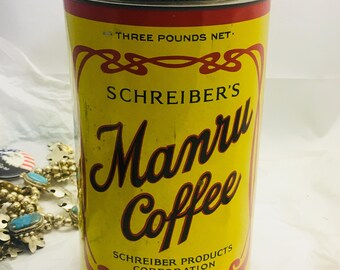 THREE POUNDS NET
SCHREIBER'S
Manru
Coffee
SCHREIBER PRODUCTS
CORPORATION